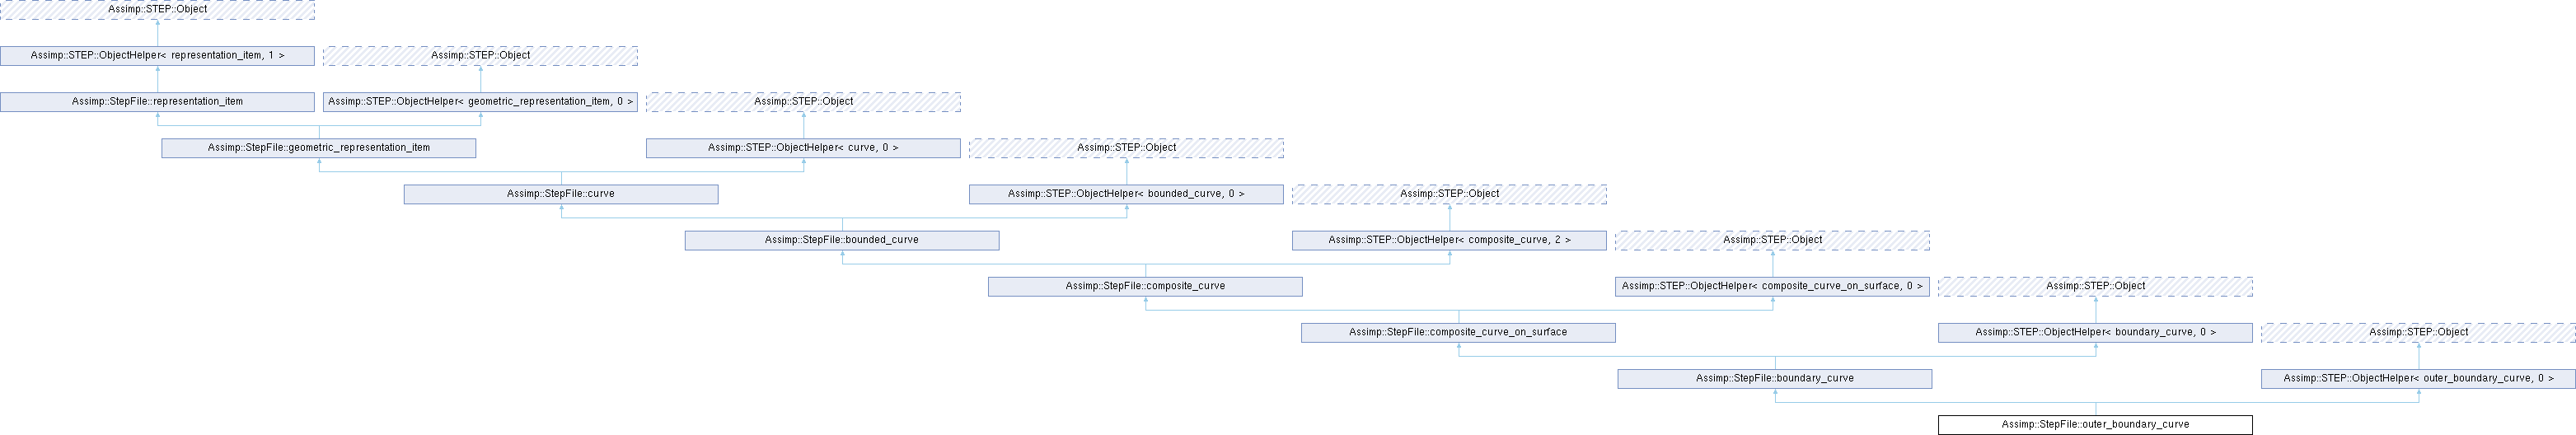 Assimp::STEP::Object
Assimp::STEP::ObjectHelper< representation_item, 1 >
Assimp::STEP::Object
Assimp::StepFile::representation_item
Assimp::STEP::ObjectHelper< geometric_representation_item, 0 >
Assimp::STEP::Object
Assimp::StepFile::geometric_representation_item
Assimp::STEP::ObjectHelper< curve, 0 >
Assimp::STEP::Object
Assimp::StepFile::curve
Assimp::STEP::ObjectHelper< bounded_curve, 0 >
Assimp::STEP::Object
Assimp::StepFile::bounded_curve
Assimp::STEP::ObjectHelper< composite_curve, 2 >
Assimp::STEP::Object
Assimp::StepFile::composite_curve
Assimp::STEP::ObjectHelper< composite_curve_on_surface, 0 >
Assimp::STEP::Object
Assimp::StepFile::composite_curve_on_surface
Assimp::STEP::ObjectHelper< boundary_curve, 0 >
Assimp::STEP::Object
Assimp::StepFile::boundary_curve
Assimp::STEP::ObjectHelper< outer_boundary_curve, 0 >
Assimp::StepFile::outer_boundary_curve